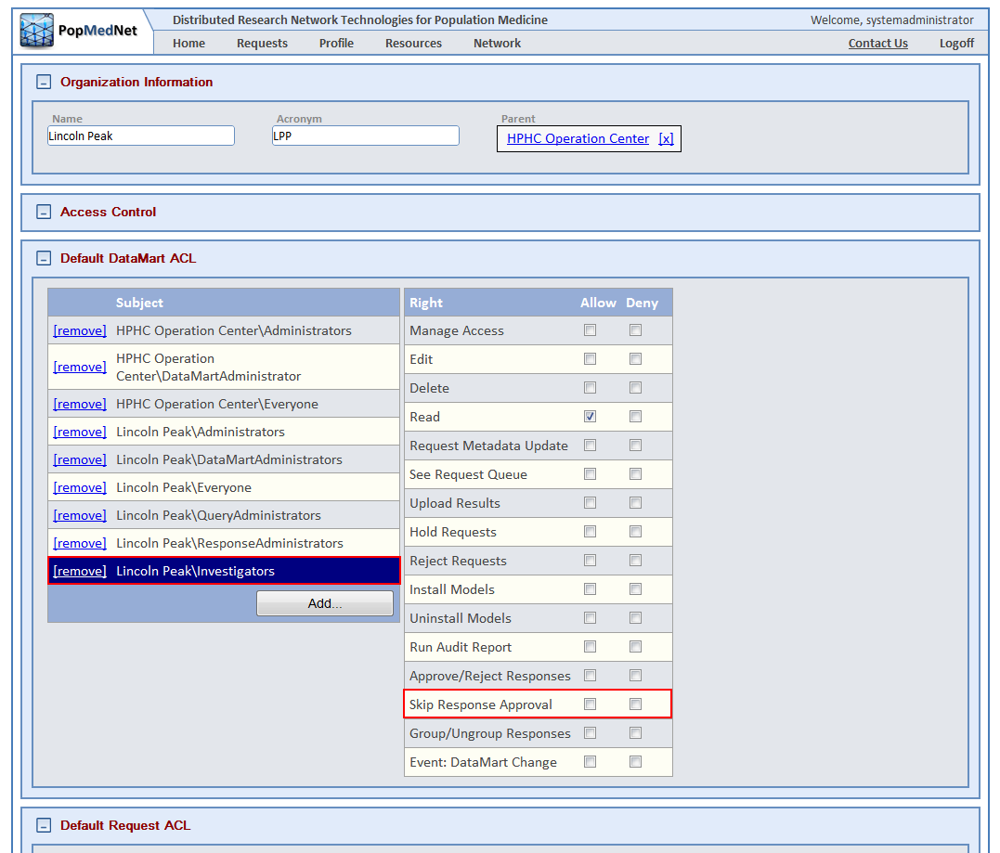 PopMedNet
Distributed Research Network Technologies for Population Medicine
Welcome, systemadministrator
Home Requests Profile Resources Network Contact Us Logoff
Organization Information
Name Acronym Parent
Lincoln Peak LPP HPHC Operation Center [x]
Access Control
Default DataMart ACL
Subject
[remove] HPHC Operation Center\Administrators
[remove] HPHC Operation
Center\DataMartAdministrator
[remove] HPHC Operation Center\Everyone
[remove] Lincoln Peak\Administrators
[remove] Lincoln Peak\DataMartAdministrators
[remove] Lincoln Peak\Everyone
[remove] Lincoln Peak\QueryAdministrators
[remove] Lincoln Peak\ResponseAdministrators
[remove] Lincoln Peak\Investigators
Add...
Right Allow Deny
Manage Access
Edit
Delete
Read
Request Metadata Update
See Request Queue
Upload Results
Hold Requests
Reject Requests
Install Models
Uninstall Models
Run Audit Report
Approve/Reject Responses
Skip Response Approval
Group/Ungroup Responses
Event: DataMart Change
Default Request ACL